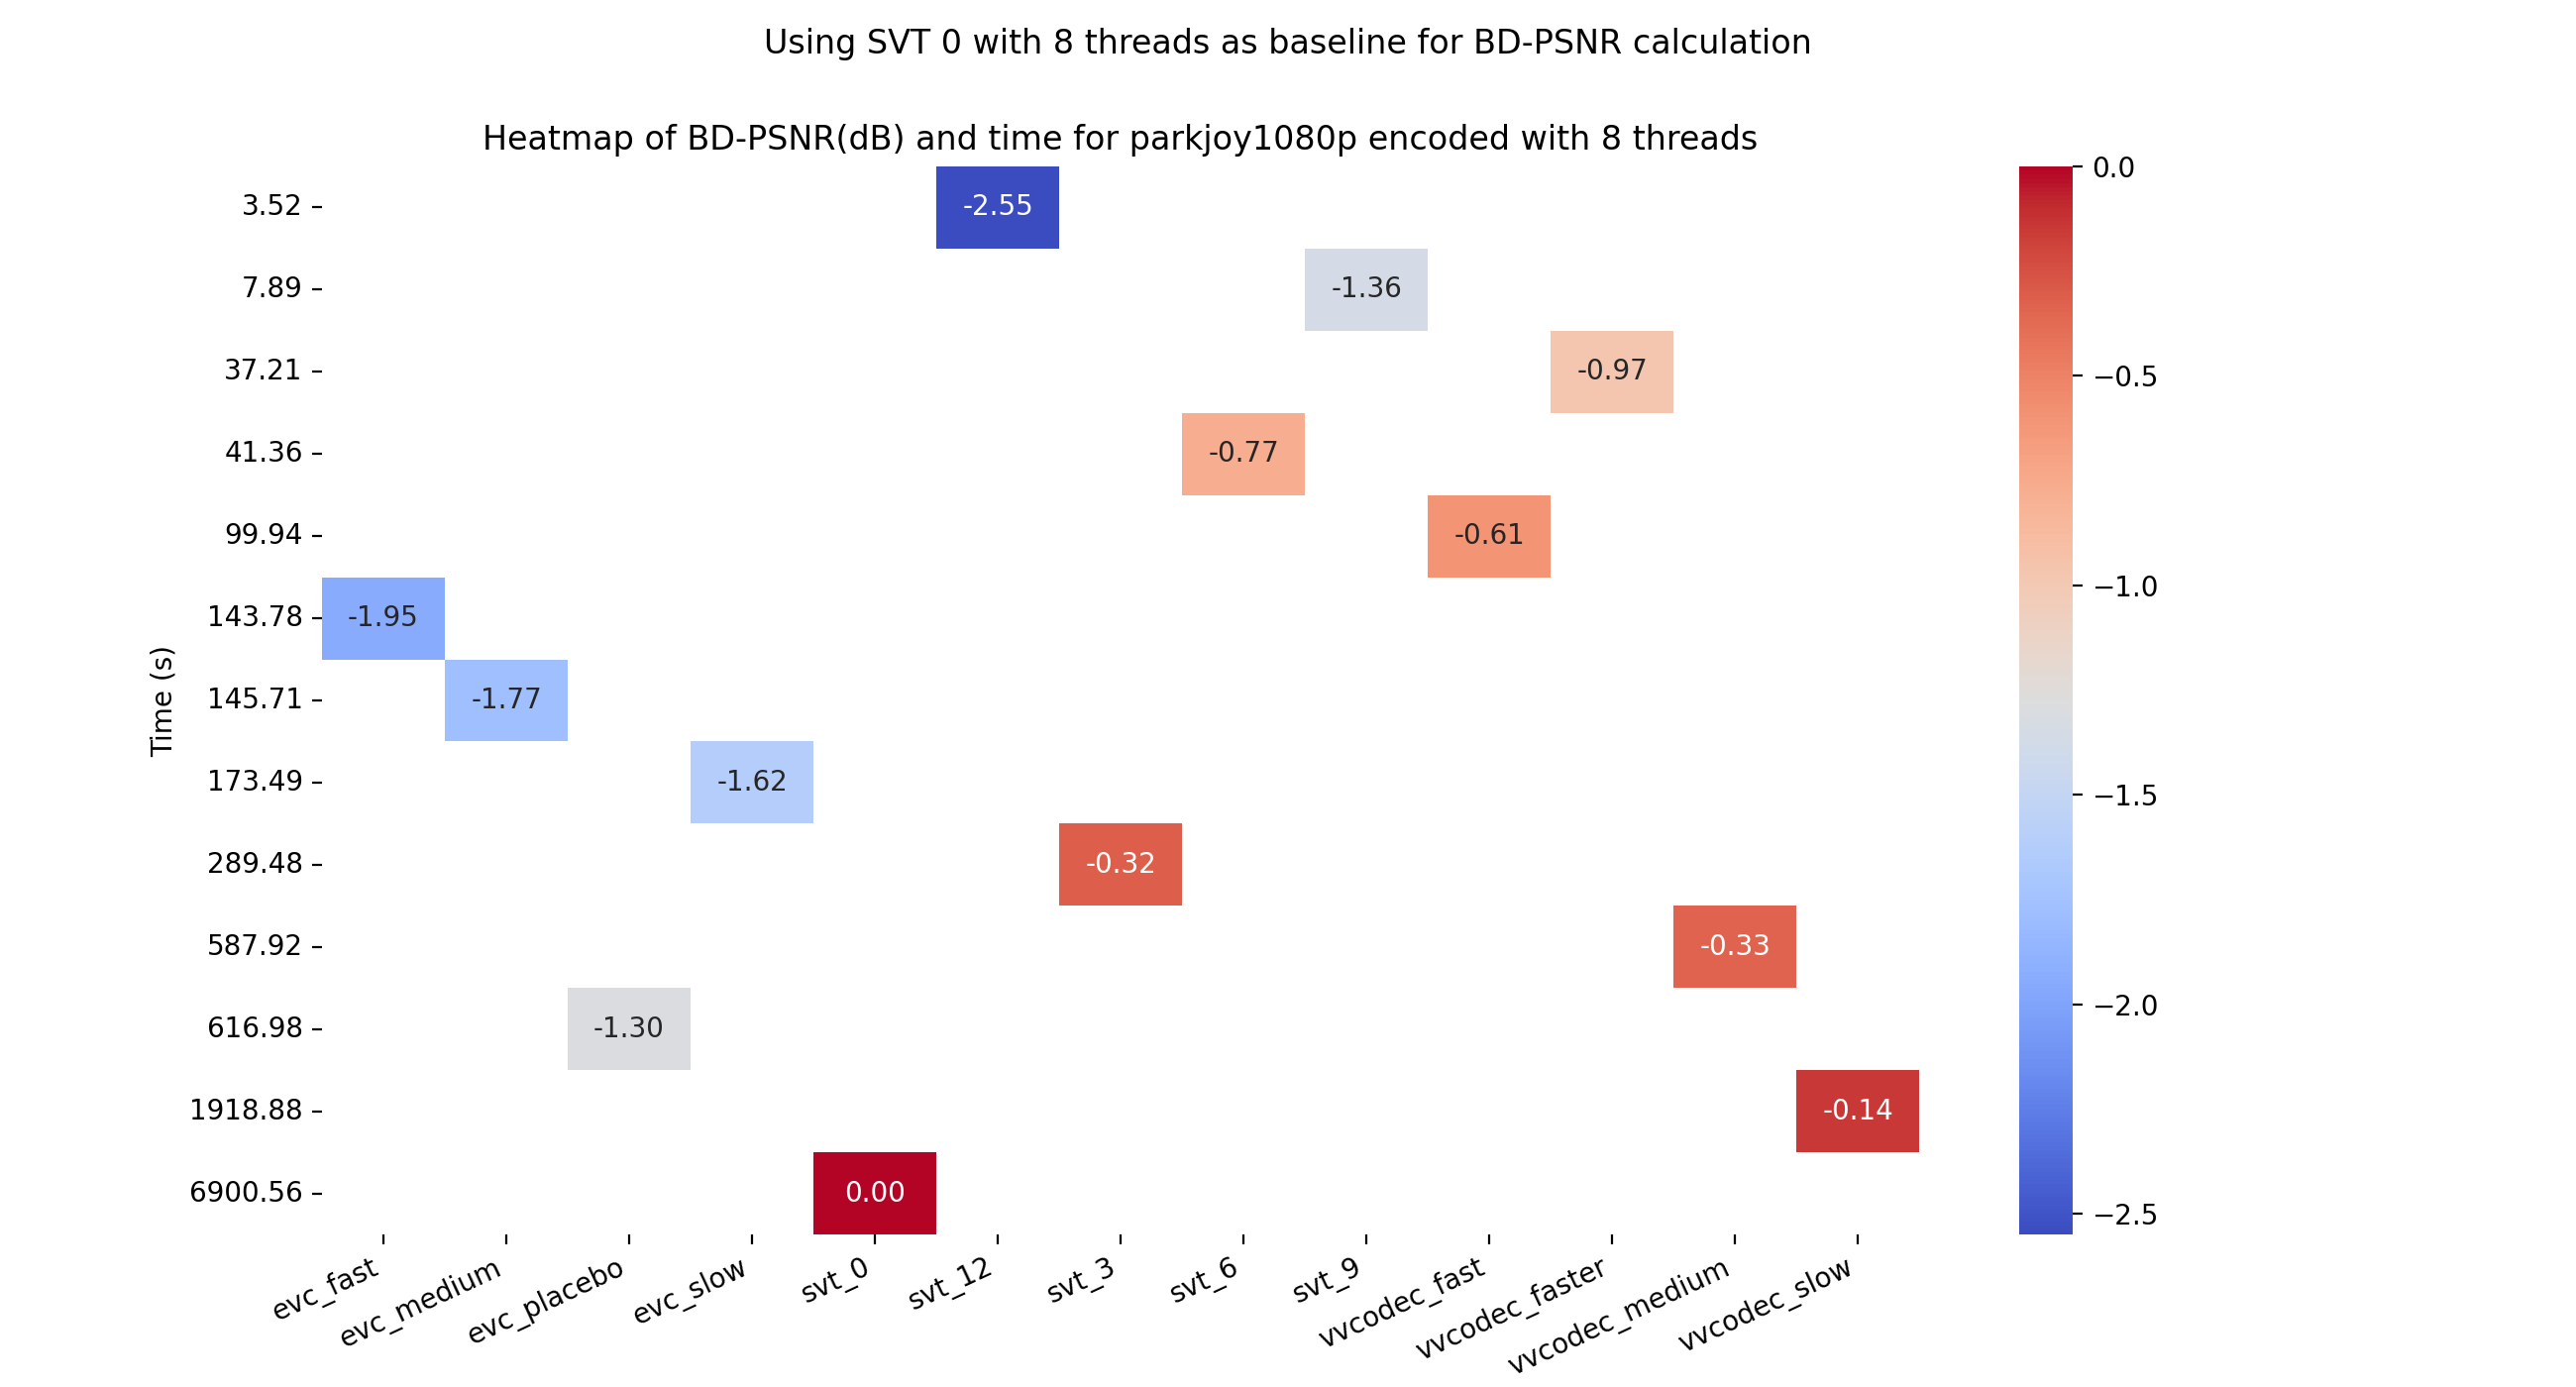 Using SVT 0 with 8 threads as baseline for BD-PSNR calculation
Heatmap of BD-PSNR(dB) and time for parkjoy1080p encoded with 8 threads
Time (s)
3.52
-2.55
7.89
-1.36
37.21
-0.97
41.36
-0.77
99.94
-0.61
143.78
-1.95
145.71
-1.77
173.49
-1.62
289.48
-0.32
587.92
-0.33
616.98
-1.30
1918.88
-0.14
6900.56
0.00
evc_fast
evc_medium
evc_placebo
evc_slow
svt_0
svt_12
svt_3
svt_6
svt_9
vvcodec_fast
vvcodec_faster
vvcodec_medium
vvcodec_slow
0.0
−0.5
−1.0
−1.5
−2.0
−2.5